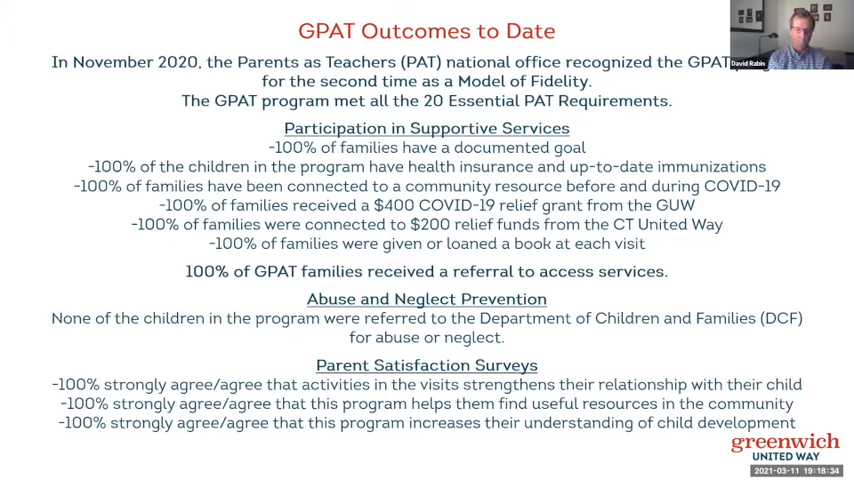 GPAT Outcomes to Date
In November 2020, the Parents as Teachers (PAT) national office recognized the GPAT
for the second time as a Model of Fidelity.
The GPAT program met all the 20 Essential PAT Requirements.
Participation in Supportive Services
-100% of families have a documented goal
-100% of the children in the program have health insurance and up-to-date immunizations
-100% of families have been connected to a community resource before and during COVID-19
-100% of families received a $400 COVID-19 relief grant from the GUW
-100% of families were connected to $200 relief funds from the CT United Way
-100% of families were given or loaned a book at each visit
100% of GPAT families received a referral to access services.
Abuse and Neglect Prevention
None of the children in the program were referred to the Department of Children and Families (DCF)
for abuse or neglect.
Parent Satisfaction Surveys
-100% strongly agree/agree that activities in the visits strengthens their relationship with their child
-100% strongly agree/agree that this program helps them find useful resources in the community
-100% strongly agree/agree that this program increases their understanding of child development
greenwich
UNITED WAY
David Rabin
2021-03-11 19:18:34